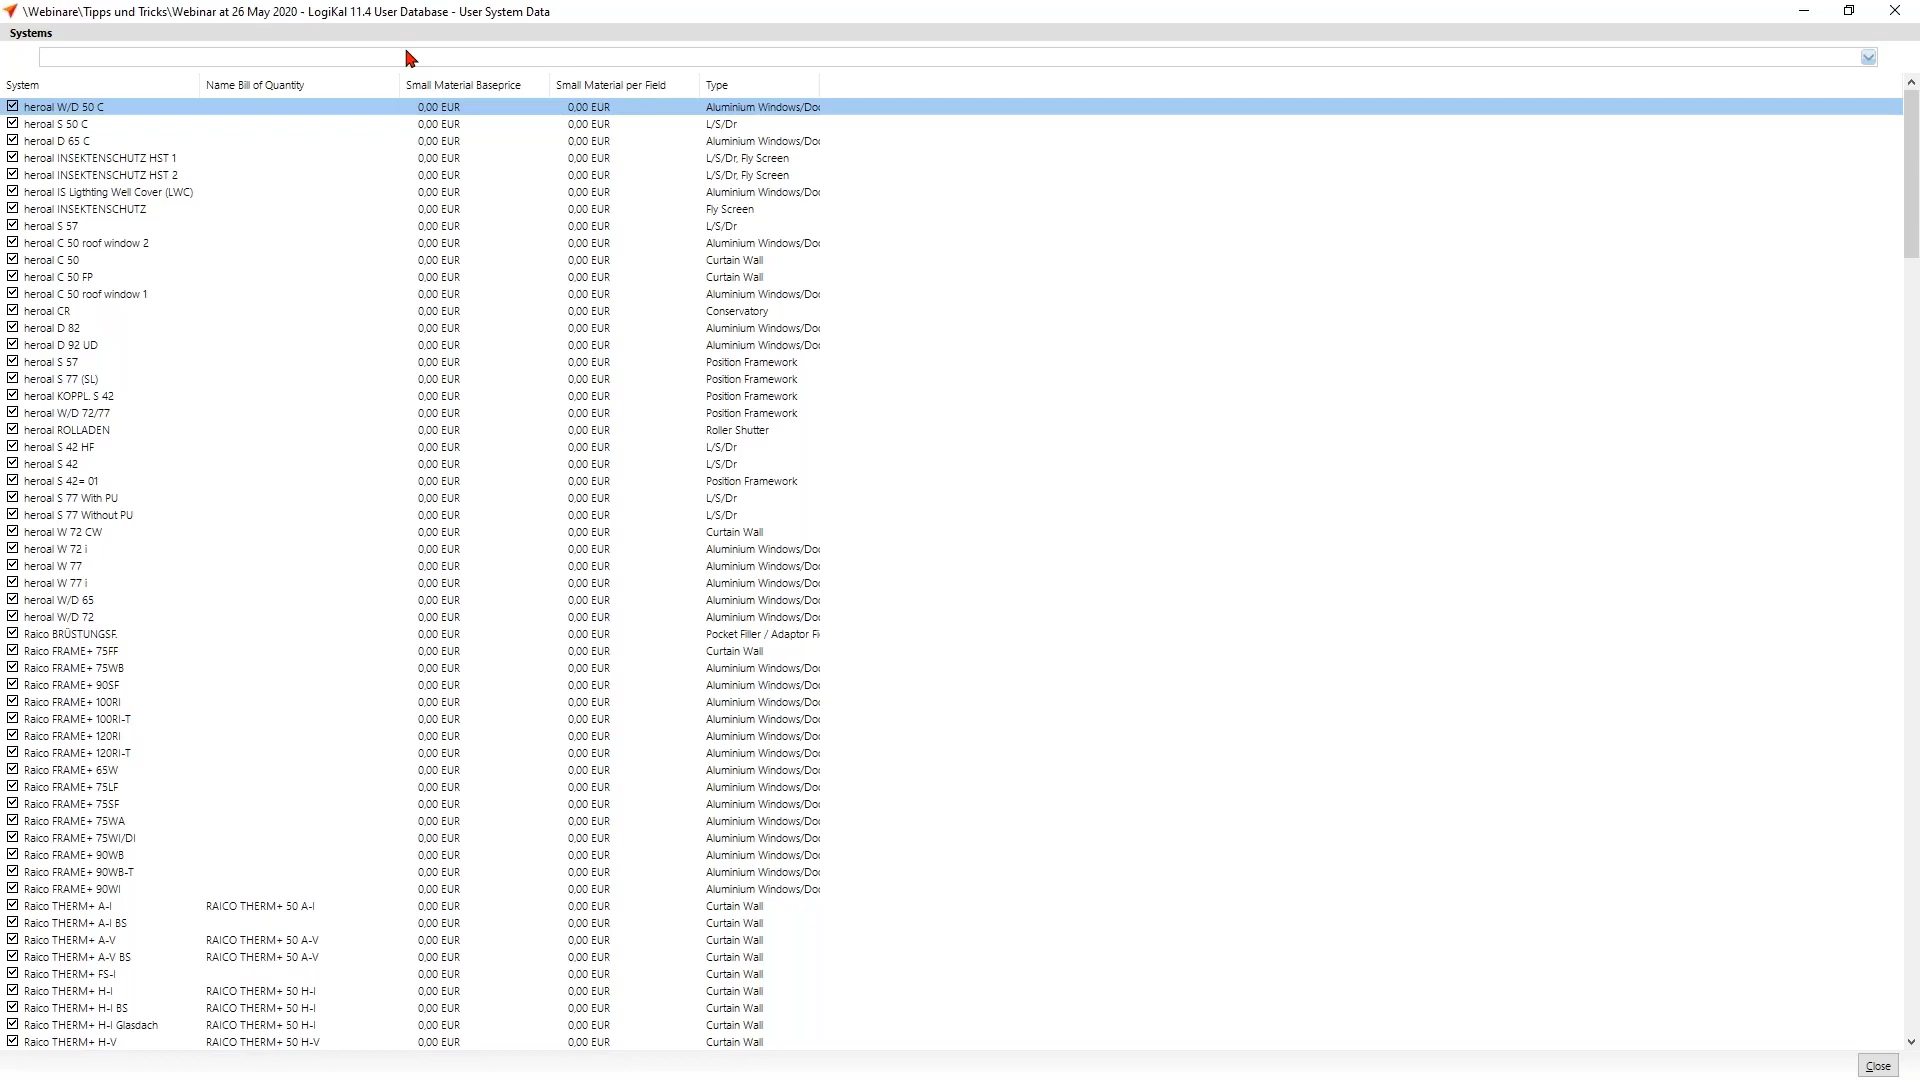 \Webinare\Tipps und Tricks\Webinar at 26 May 2020 - LogiKal 11.4 User Database - User System Data
Systems
System Name Bill of Quantity Small Material Baseprice Small Material per Field Type
heroal W/D 50 C 0,00 EUR 0,00 EUR Aluminium Windows/Doo
heroal S 50 C 0,00 EUR 0,00 EUR L/S/Dr
heroal D 65 C 0,00 EUR 0,00 EUR Aluminium Windows/Doo
heroal INSEKTENSCHUTZ HST 1 0,00 EUR 0,00 EUR L/S/Dr, Fly Screen
heroal INSEKTENSCHUTZ HST 2 0,00 EUR 0,00 EUR L/S/Dr, Fly Screen
heroal IS Ligthting Well Cover (LWC) 0,00 EUR 0,00 EUR Aluminium Windows/Doo
heroal INSEKTENSCHUTZ 0,00 EUR 0,00 EUR Fly Screen
heroal S 57 0,00 EUR 0,00 EUR L/S/Dr
heroal C 50 roof window 2 0,00 EUR 0,00 EUR Aluminium Windows/Doo
heroal C 50 0,00 EUR 0,00 EUR Curtain Wall
heroal C 50 FP 0,00 EUR 0,00 EUR Curtain Wall
heroal C 50 roof window 1 0,00 EUR 0,00 EUR Aluminium Windows/Doo
heroal CR 0,00 EUR 0,00 EUR Conservatory
heroal D 82 0,00 EUR 0,00 EUR Aluminium Windows/Doo
heroal D 92 UD 0,00 EUR 0,00 EUR Aluminium Windows/Doo
heroal S 57 0,00 EUR 0,00 EUR Position Framework
heroal S 77 (SL) 0,00 EUR 0,00 EUR Position Framework
heroal KOPPL. S 42 0,00 EUR 0,00 EUR Position Framework
heroal W/D 72/77 0,00 EUR 0,00 EUR Position Framework
heroal ROLLADEN 0,00 EUR 0,00 EUR Roller Shutter
heroal S 42 HF 0,00 EUR 0,00 EUR L/S/Dr
heroal S 42 0,00 EUR 0,00 EUR L/S/Dr
heroal S 42= 01 0,00 EUR 0,00 EUR Position Framework
heroal S 77 With PU 0,00 EUR 0,00 EUR L/S/Dr
heroal S 77 Without PU 0,00 EUR 0,00 EUR L/S/Dr
heroal W 72 CW 0,00 EUR 0,00 EUR Curtain Wall
heroal W 72 i 0,00 EUR 0,00 EUR Aluminium Windows/Doo
heroal W 77 0,00 EUR 0,00 EUR Aluminium Windows/Doo
heroal W 77 i 0,00 EUR 0,00 EUR Aluminium Windows/Doo
heroal W/D 65 0,00 EUR 0,00 EUR Aluminium Windows/Doo
heroal W/D 72 0,00 EUR 0,00 EUR Aluminium Windows/Doo
Raico BRÜSTUNGSF. 0,00 EUR 0,00 EUR Pocket Filler / Adaptor Fi
Raico FRAME+ 75FF 0,00 EUR 0,00 EUR Curtain Wall
Raico FRAME+ 75WB 0,00 EUR 0,00 EUR Aluminium Windows/Doo
Raico FRAME+ 90SF 0,00 EUR 0,00 EUR Aluminium Windows/Doo
Raico FRAME+ 100RI 0,00 EUR 0,00 EUR Aluminium Windows/Doo
Raico FRAME+ 100RI-T 0,00 EUR 0,00 EUR Aluminium Windows/Doo
Raico FRAME+ 120RI 0,00 EUR 0,00 EUR Aluminium Windows/Doo
Raico FRAME+ 120RI-T 0,00 EUR 0,00 EUR Aluminium Windows/Doo
Raico FRAME+ 65W 0,00 EUR 0,00 EUR Aluminium Windows/Doo
Raico FRAME+ 75LF 0,00 EUR 0,00 EUR Aluminium Windows/Doo
Raico FRAME+ 75SF 0,00 EUR 0,00 EUR Aluminium Windows/Doo
Raico FRAME+ 75WA 0,00 EUR 0,00 EUR Aluminium Windows/Doo
Raico FRAME+ 75WI/DI 0,00 EUR 0,00 EUR Aluminium Windows/Doo
Raico FRAME+ 90WB 0,00 EUR 0,00 EUR Aluminium Windows/Doo
Raico FRAME+ 90WB-T 0,00 EUR 0,00 EUR Aluminium Windows/Doo
Raico FRAME+ 90WI 0,00 EUR 0,00 EUR Aluminium Windows/Doo
Raico THERM+ A-I RAICO THERM+ 50 A-I 0,00 EUR 0,00 EUR Curtain Wall
Raico THERM+ A-I BS 0,00 EUR 0,00 EUR Curtain Wall
Raico THERM+ A-V RAICO THERM+ 50 A-V 0,00 EUR 0,00 EUR Curtain Wall
Raico THERM+ A-V BS RAICO THERM+ 50 A-V 0,00 EUR 0,00 EUR Curtain Wall
Raico THERM+ FS-I 0,00 EUR 0,00 EUR Curtain Wall
Raico THERM+ H-I RAICO THERM+ 50 H-I 0,00 EUR 0,00 EUR Curtain Wall
Raico THERM+ H-I BS RAICO THERM+ 50 H-I 0,00 EUR 0,00 EUR Curtain Wall
Raico THERM+ H-I Glasdach RAICO THERM+ 50 H-I 0,00 EUR 0,00 EUR Curtain Wall
Raico THERM+ H-V RAICO THERM+ 50 H-V 0,00 EUR 0,00 EUR Curtain Wall
Close